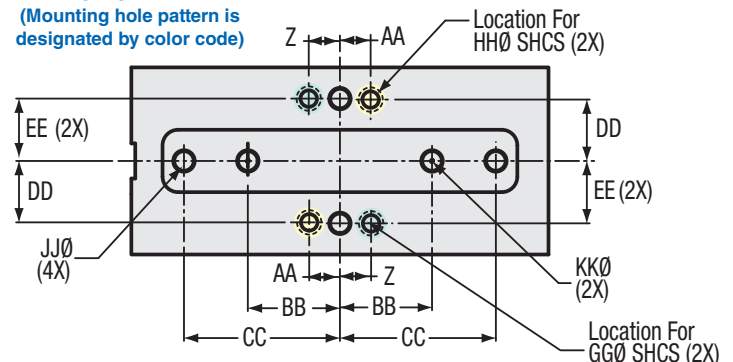 (Mounting hole pattern is
designated by color code)
Z
AA
Location For
HHØ SHCS (2X)
EE (2X)
DD
DD
EE (2X)
JJØ
(4X)
KKØ
(2X)
AA
Z
BB
BB
CC
CC
Location For
GGØ SHCS (2X)